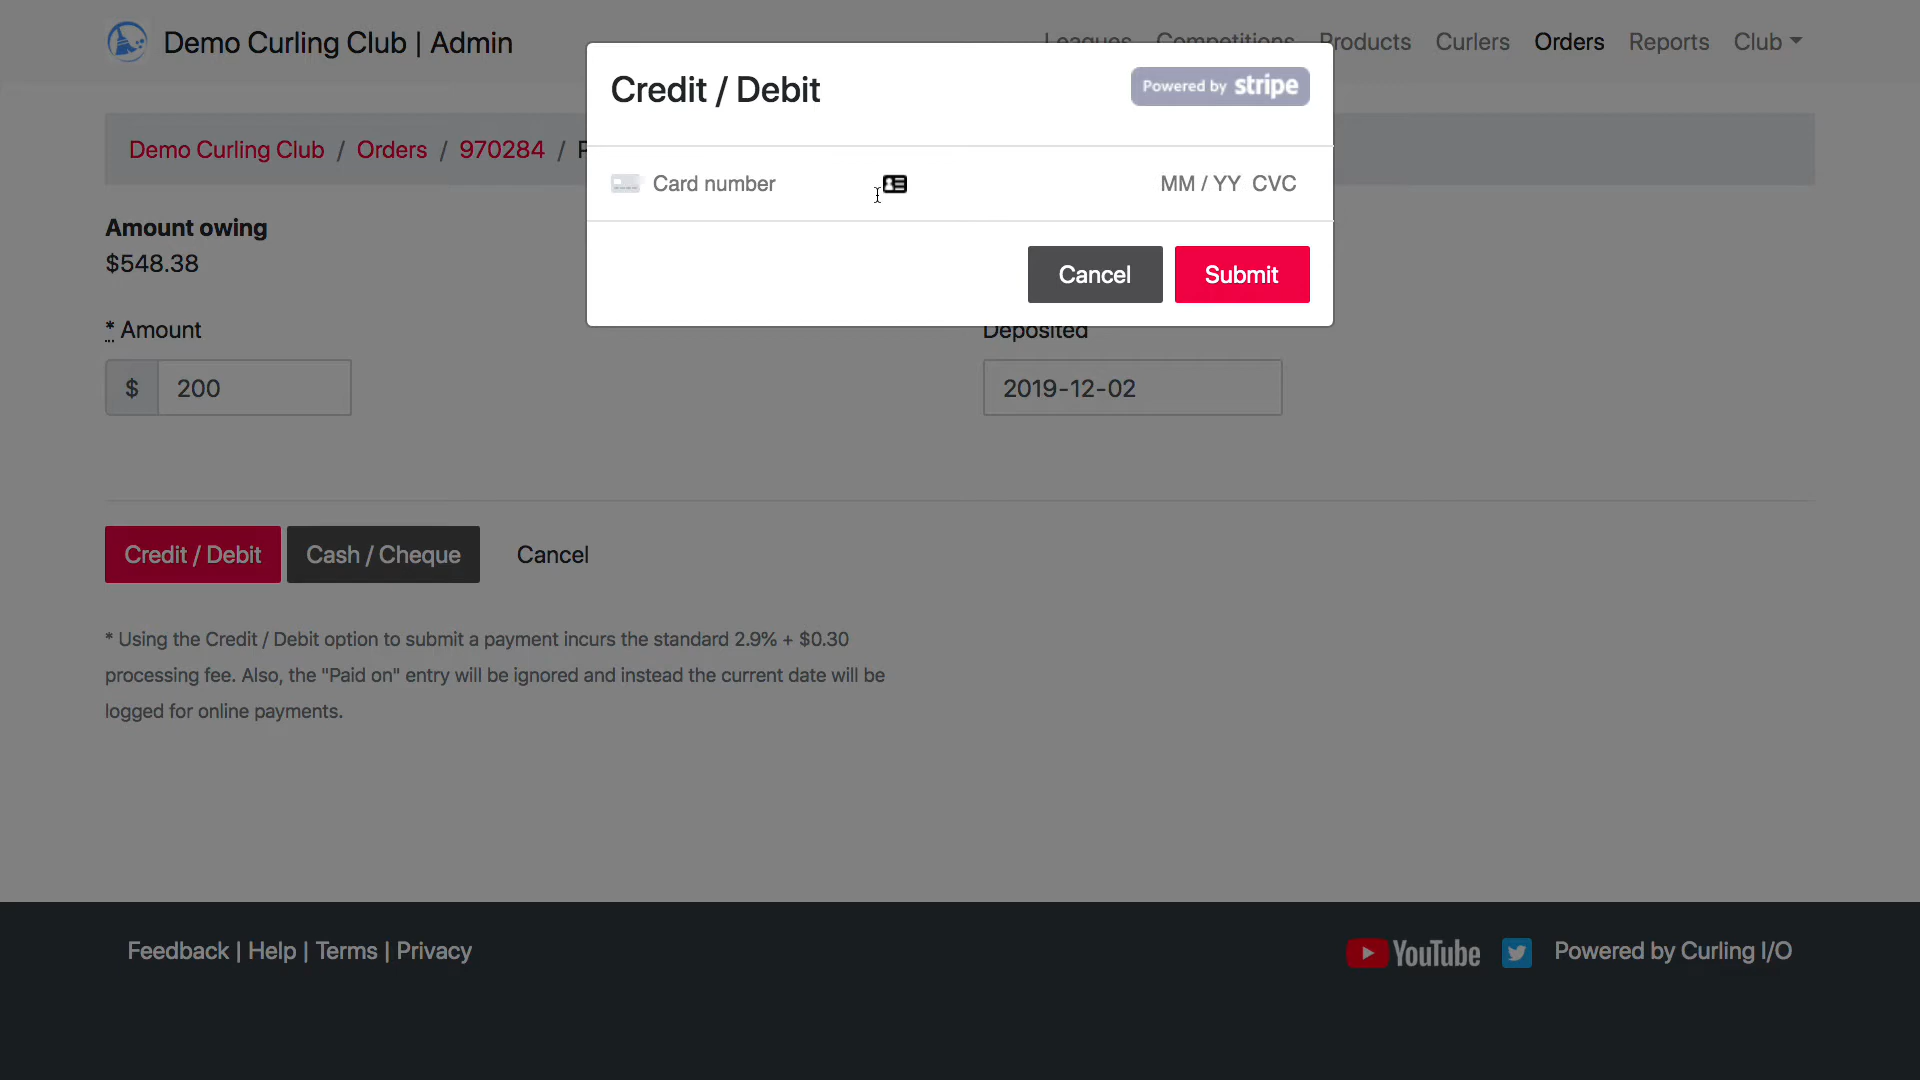 Demo Curling Club | Admin
Leagues Competitions Products Curlers Orders Reports Club
Credit / Debit
Powered by stripe
Demo Curling Club / Orders / 970284 /
Card number
MM / YY CVC
Amount owing
$548.38
Cancel
Submit
* Amount
Deposited
$ 200
2019-12-02
Credit / Debit
Cash / Cheque
Cancel
* Using the Credit / Debit option to submit a payment incurs the standard 2.9% + $0.30
processing fee. Also, the "Paid on" entry will be ignored and instead the current date will be
logged for online payments.
Feedback | Help | Terms | Privacy
YouTube
Powered by Curling I/O